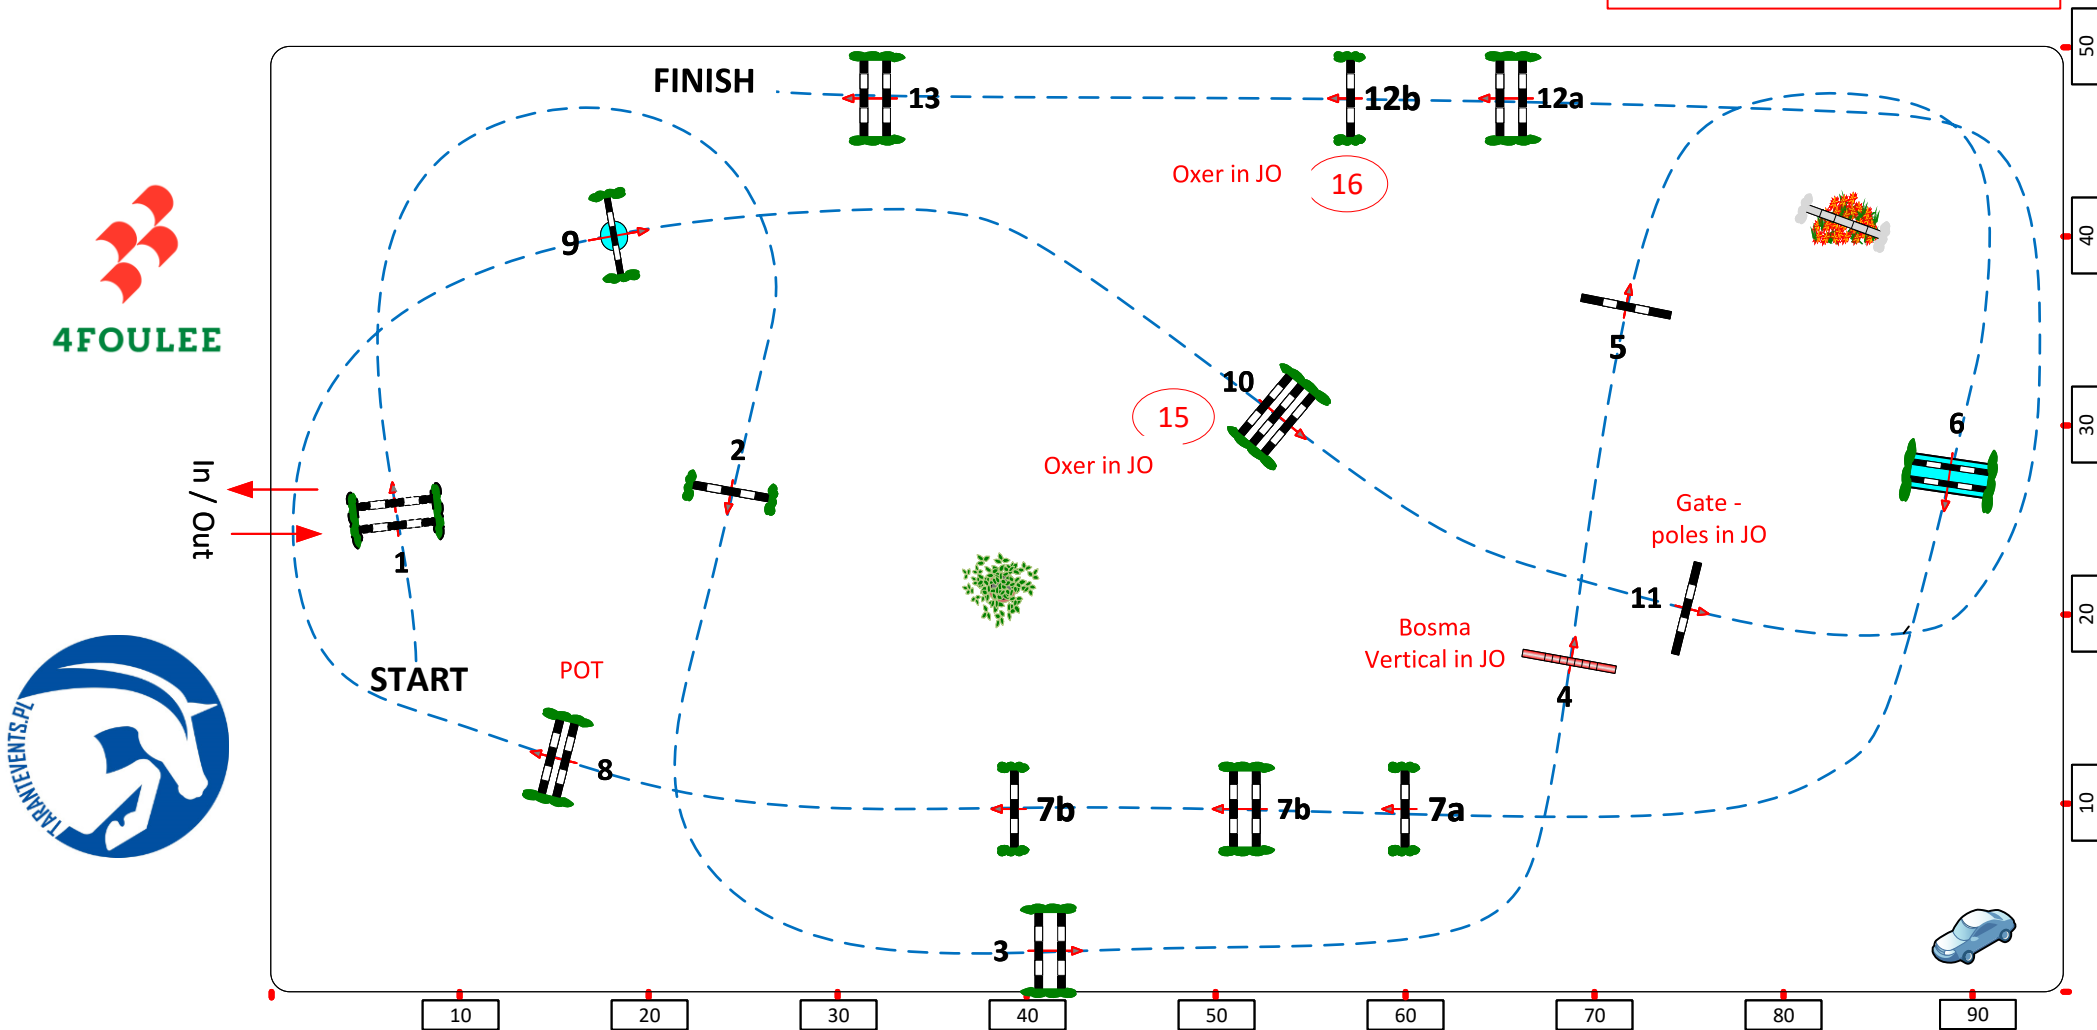 FINISH
13
12b
12a
50
Oxer in JO
16
9
40
4FOULEE
5
10
15
30
2
6
Oxer in JO
In / Out
Gate -
poles in JO
1
11
20
Bosma
Vertical in JO
START
POT
4
TARANTEVENTS.PL
8
7b
7b
7a
10
3
10
20
30
40
50
60
70
80
90